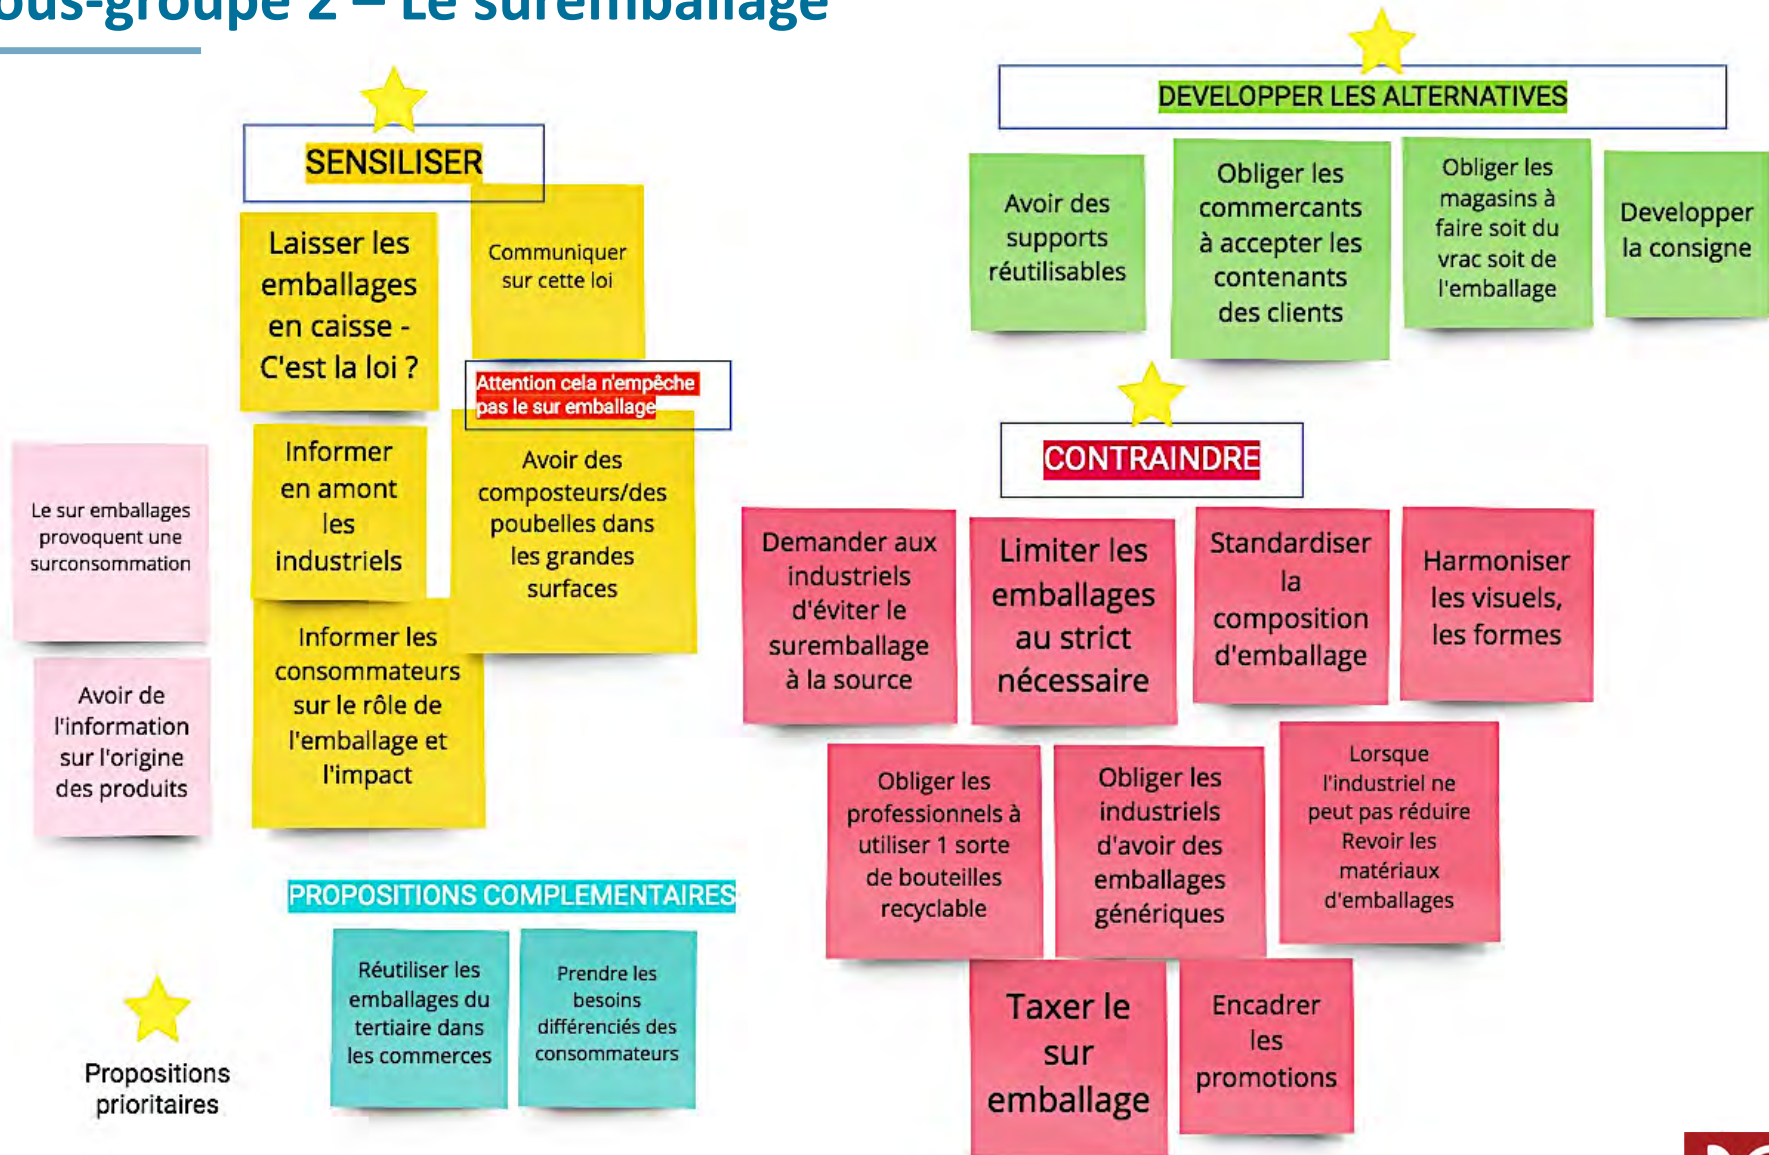 ous-groupe 2 – Le suremballage
SENSILISER
Laisser les
emballages
en caisse -
C'est la loi ?
Communiquer
sur cette loi
Attention cela n'empêche
pas le sur emballage
Informer
en amont
les
industriels
Avoir des
composteurs/des
poubelles dans
les grandes
surfaces
Informer les
consommateurs
sur le rôle de
l'emballage et
l'impact
Le sur emballages
provoquent une
surconsommation
Avoir de
l'information
sur l'origine
des produits
PROPOSITIONS COMPLEMENTAIRES
Réutiliser les
emballages du
tertiaire dans
les commerces
Prendre les
besoins
différenciés des
consommateurs
Propositions
prioritaires
DEVELOPPER LES ALTERNATIVES
Avoir des
supports
réutilisables
Obliger les
commercants
à accepter les
contenants
des clients
Obliger les
magasins à
faire soit du
vrac soit de
l'emballage
Developper
la consigne
CONTRAINDRE
Demander aux
industriels
d'éviter le
suremballage
à la source
Limiter les
emballages
au strict
nécessaire
Standardiser
la
composition
d'emballage
Harmoniser
les visuels,
les formes
Obliger les
professionnels à
utiliser 1 sorte
de bouteilles
recyclable
Obliger les
industriels
d'avoir des
emballages
génériques
Lorsque
l'industriel ne
peut pas réduire
Revoir les
matériaux
d'emballages
Taxer le
sur
emballage
Encadrer
les
promotions